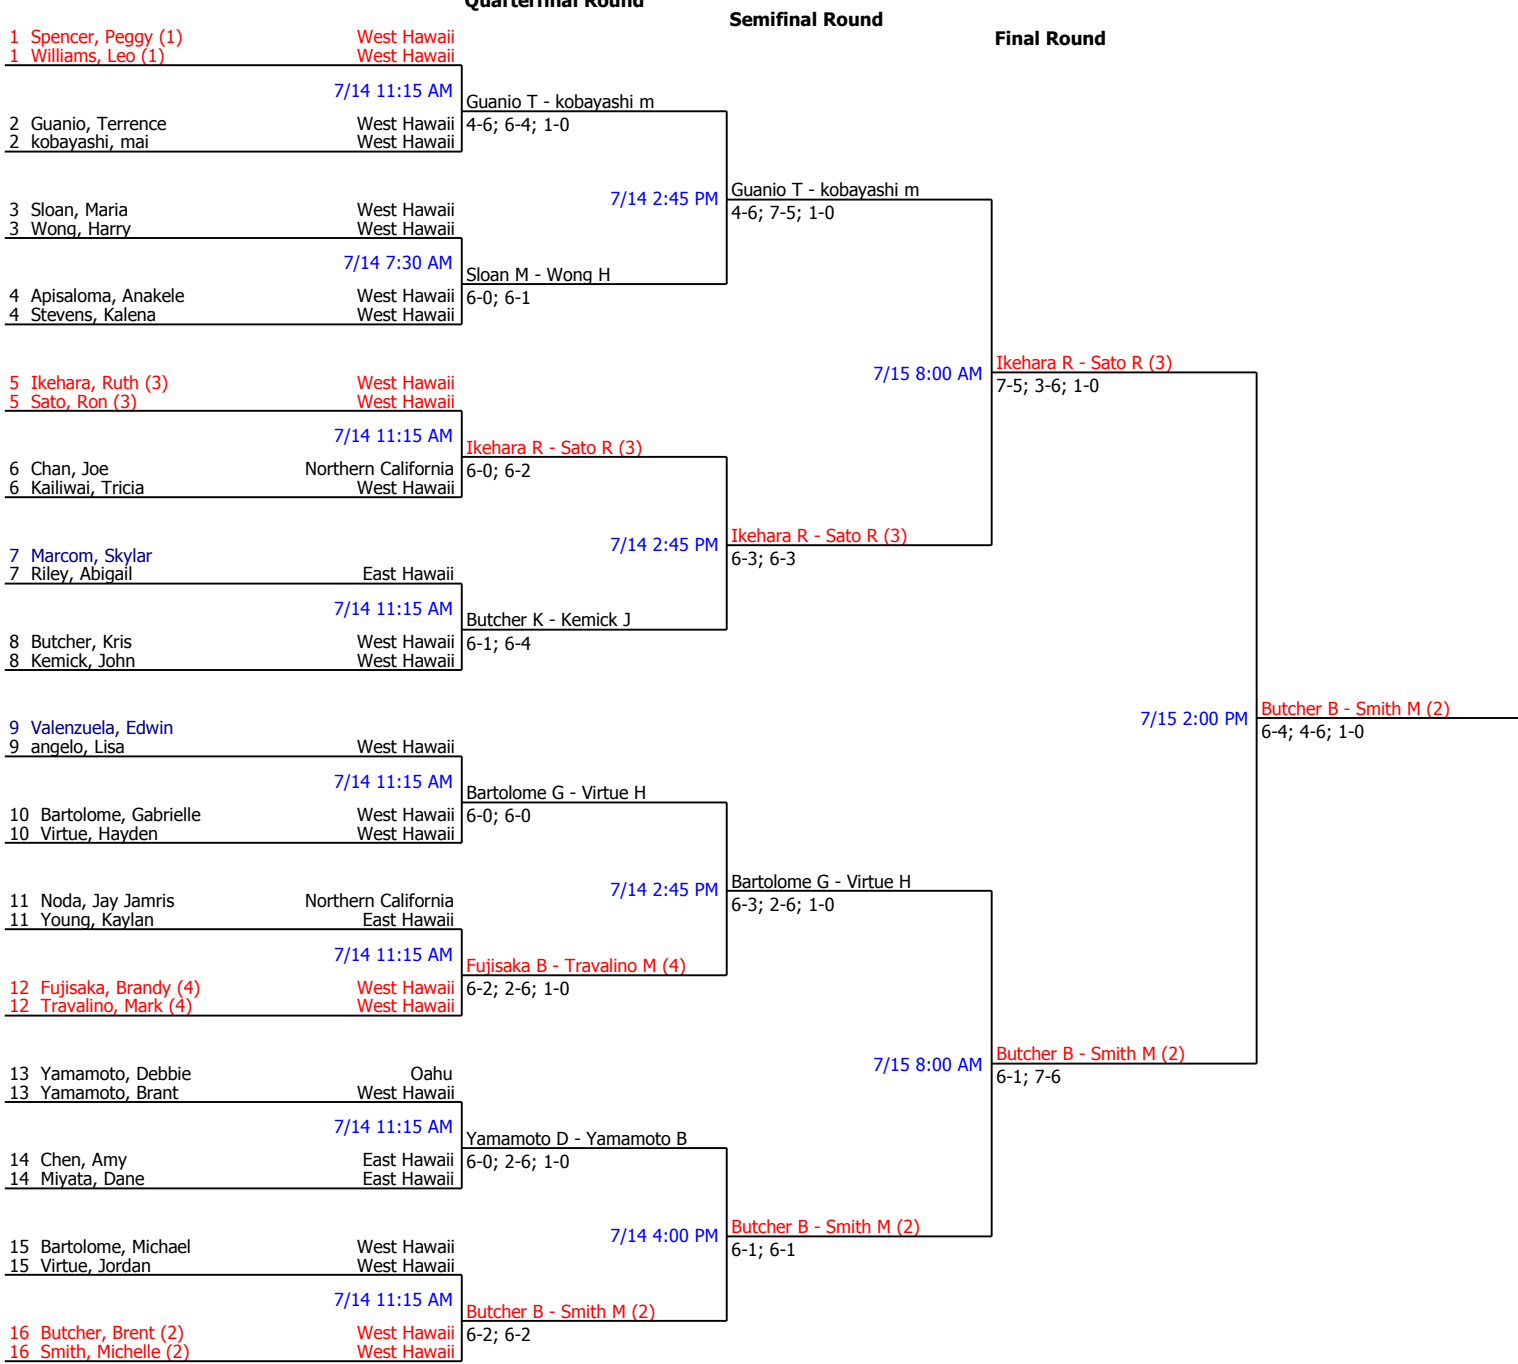 Quarterfinal Round
Semifinal Round
Final Round
1 Spencer, Peggy (1) West Hawaii
1 Williams, Leo (1) West Hawaii
7/14 11:15 AM
Guanio T - kobayashi m
4-6; 6-4; 1-0
2 Guanio, Terrence West Hawaii
2 kobayashi, mai West Hawaii
7/14 2:45 PM
Guanio T - kobayashi m
4-6; 7-5; 1-0
3 Sloan, Maria West Hawaii
3 Wong, Harry West Hawaii
7/14 7:30 AM
Sloan M - Wong H
6-0; 6-1
4 Apisaloma, Anakele West Hawaii
4 Stevens, Kalena West Hawaii
7/15 8:00 AM
Ikehara R - Sato R (3)
7-5; 3-6; 1-0
5 Ikehara, Ruth (3) West Hawaii
5 Sato, Ron (3) West Hawaii
7/14 11:15 AM
Ikehara R - Sato R (3)
6-0; 6-2
6 Chan, Joe Northern California
6 Kailiwai, Tricia West Hawaii
7/14 2:45 PM
Ikehara R - Sato R (3)
6-3; 6-3
7 Marcom, Skylar
7 Riley, Abigail East Hawaii
7/14 11:15 AM
Butcher K - Kemick J
6-1; 6-4
8 Butcher, Kris West Hawaii
8 Kemick, John West Hawaii
7/15 2:00 PM
Butcher B - Smith M (2)
6-4; 4-6; 1-0
9 Valenzuela, Edwin
9 angelo, Lisa West Hawaii
7/14 11:15 AM
Bartolome G - Virtue H
6-0; 6-0
10 Bartolome, Gabrielle West Hawaii
10 Virtue, Hayden West Hawaii
7/14 2:45 PM
Bartolome G - Virtue H
6-3; 2-6; 1-0
11 Noda, Jay Jamris Northern California
11 Young, Kaylan East Hawaii
7/14 11:15 AM
Fujisaka B - Travalino M (4)
6-2; 2-6; 1-0
12 Fujisaka, Brandy (4) West Hawaii
12 Travalino, Mark (4) West Hawaii
7/15 8:00 AM
Butcher B - Smith M (2)
6-1; 7-6
13 Yamamoto, Debbie Oahu
13 Yamamoto, Brant West Hawaii
7/14 11:15 AM
Yamamoto D - Yamamoto B
6-0; 2-6; 1-0
14 Chen, Amy East Hawaii
14 Miyata, Dane East Hawaii
7/14 4:00 PM
Butcher B - Smith M (2)
6-1; 6-1
15 Bartolome, Michael West Hawaii
15 Virtue, Jordan West Hawaii
7/14 11:15 AM
Butcher B - Smith M (2)
6-2; 6-2
16 Butcher, Brent (2) West Hawaii
16 Smith, Michelle (2) West Hawaii